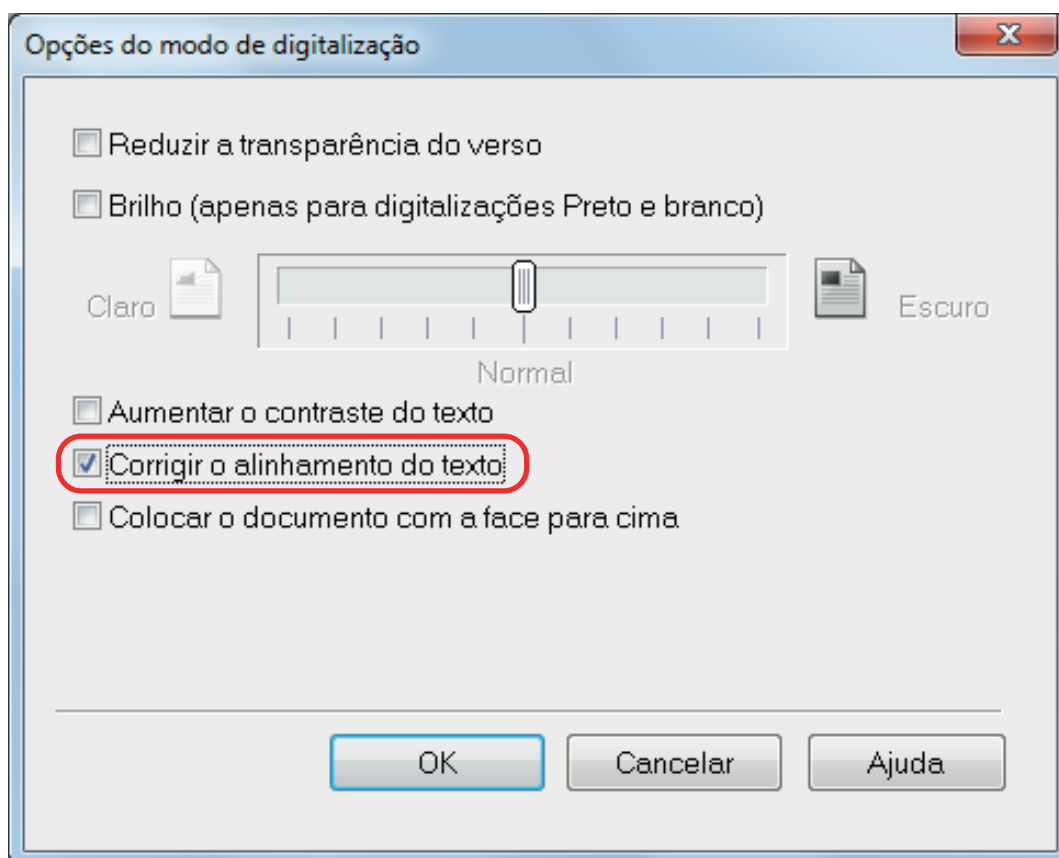 Opções do modo de digitalização
Reduzir a transparência do verso
Brilho (apenas para digitalizações Preto e branco)
Claro
Escuro
Normal
Aumentar o contraste do texto
Corrigir o alinhamento do texto
Colocar o documento com a face para cima
OK Cancelar Ajuda